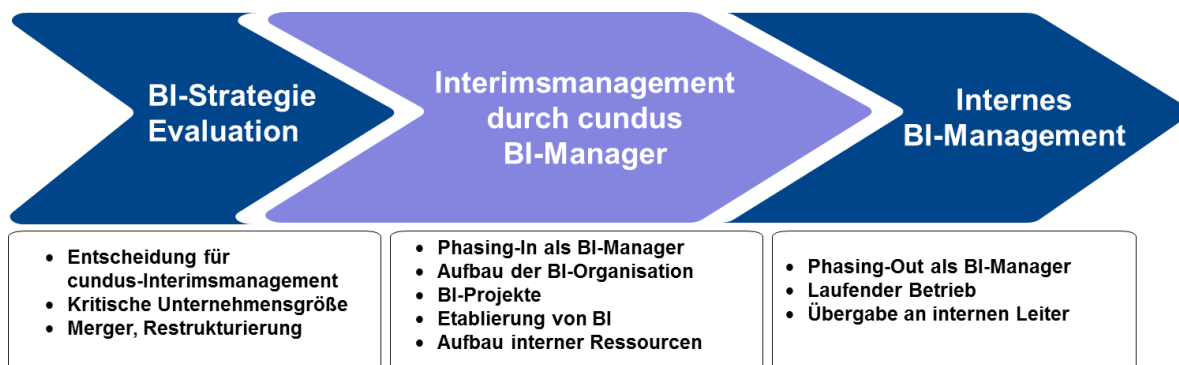 BI-Strategie
Evaluation
Interimsmanagement
durch cundus
BI-Manager
Internes
BI-Management
• Entscheidung für
cundus-Interimsmanagement
• Kritische Unternehmensgröße
• Merger, Restrukturierung
• Phasing-In als BI-Manager
• Aufbau der BI-Organisation
• BI-Projekte
• Etablierung von BI
• Aufbau interner Ressourcen
• Phasing-Out als BI-Manager
• Laufender Betrieb
• Übergabe an internen Leiter